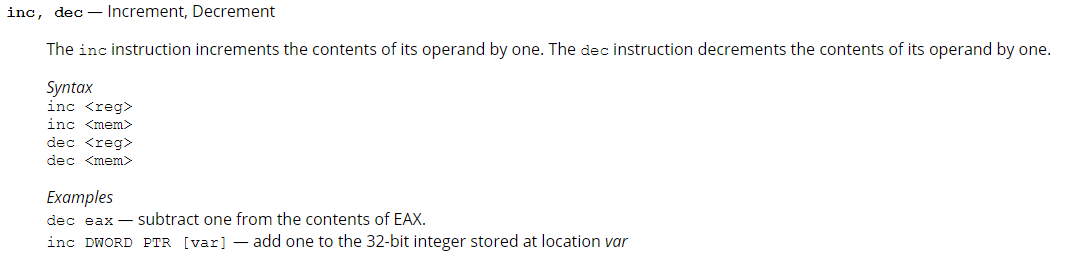 inc, dec — Increment, Decrement
The inc instruction increments the contents of its operand by one. The dec instruction decrements the contents of its operand by one.
Syntax
inc <reg>
inc <mem>
dec <reg>
dec <mem>
Examples
dec eax — subtract one from the contents of EAX.
inc DWORD PTR [var] — add one to the 32-bit integer stored at location var